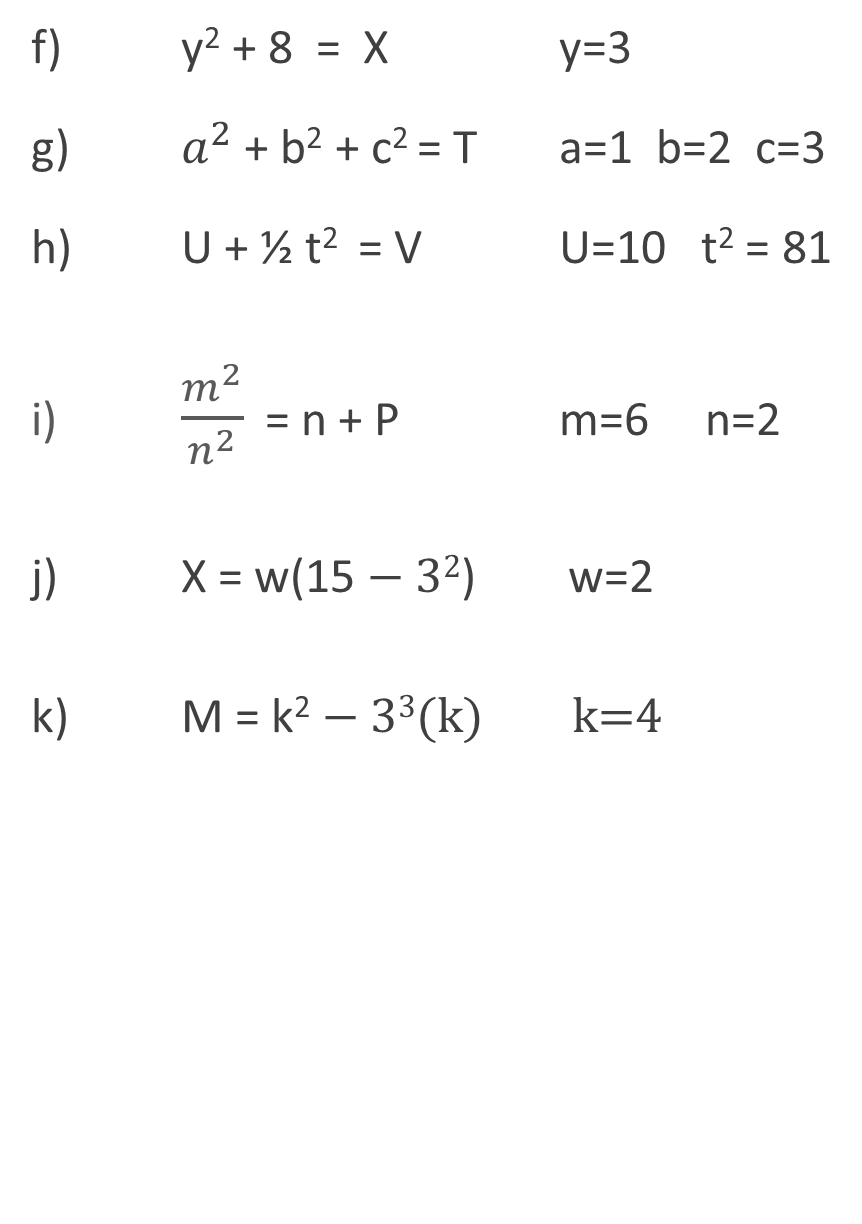 f) y² + 8 = X y=3
g) a² + b² + c² = T a=1 b=2 c=3
h) U + ½ t² = V U=10 t² = 81
i) m²/n² = n + P m=6 n=2
j) X = w(15 – 3²) w=2
k) M = k² – 3³(k) k=4